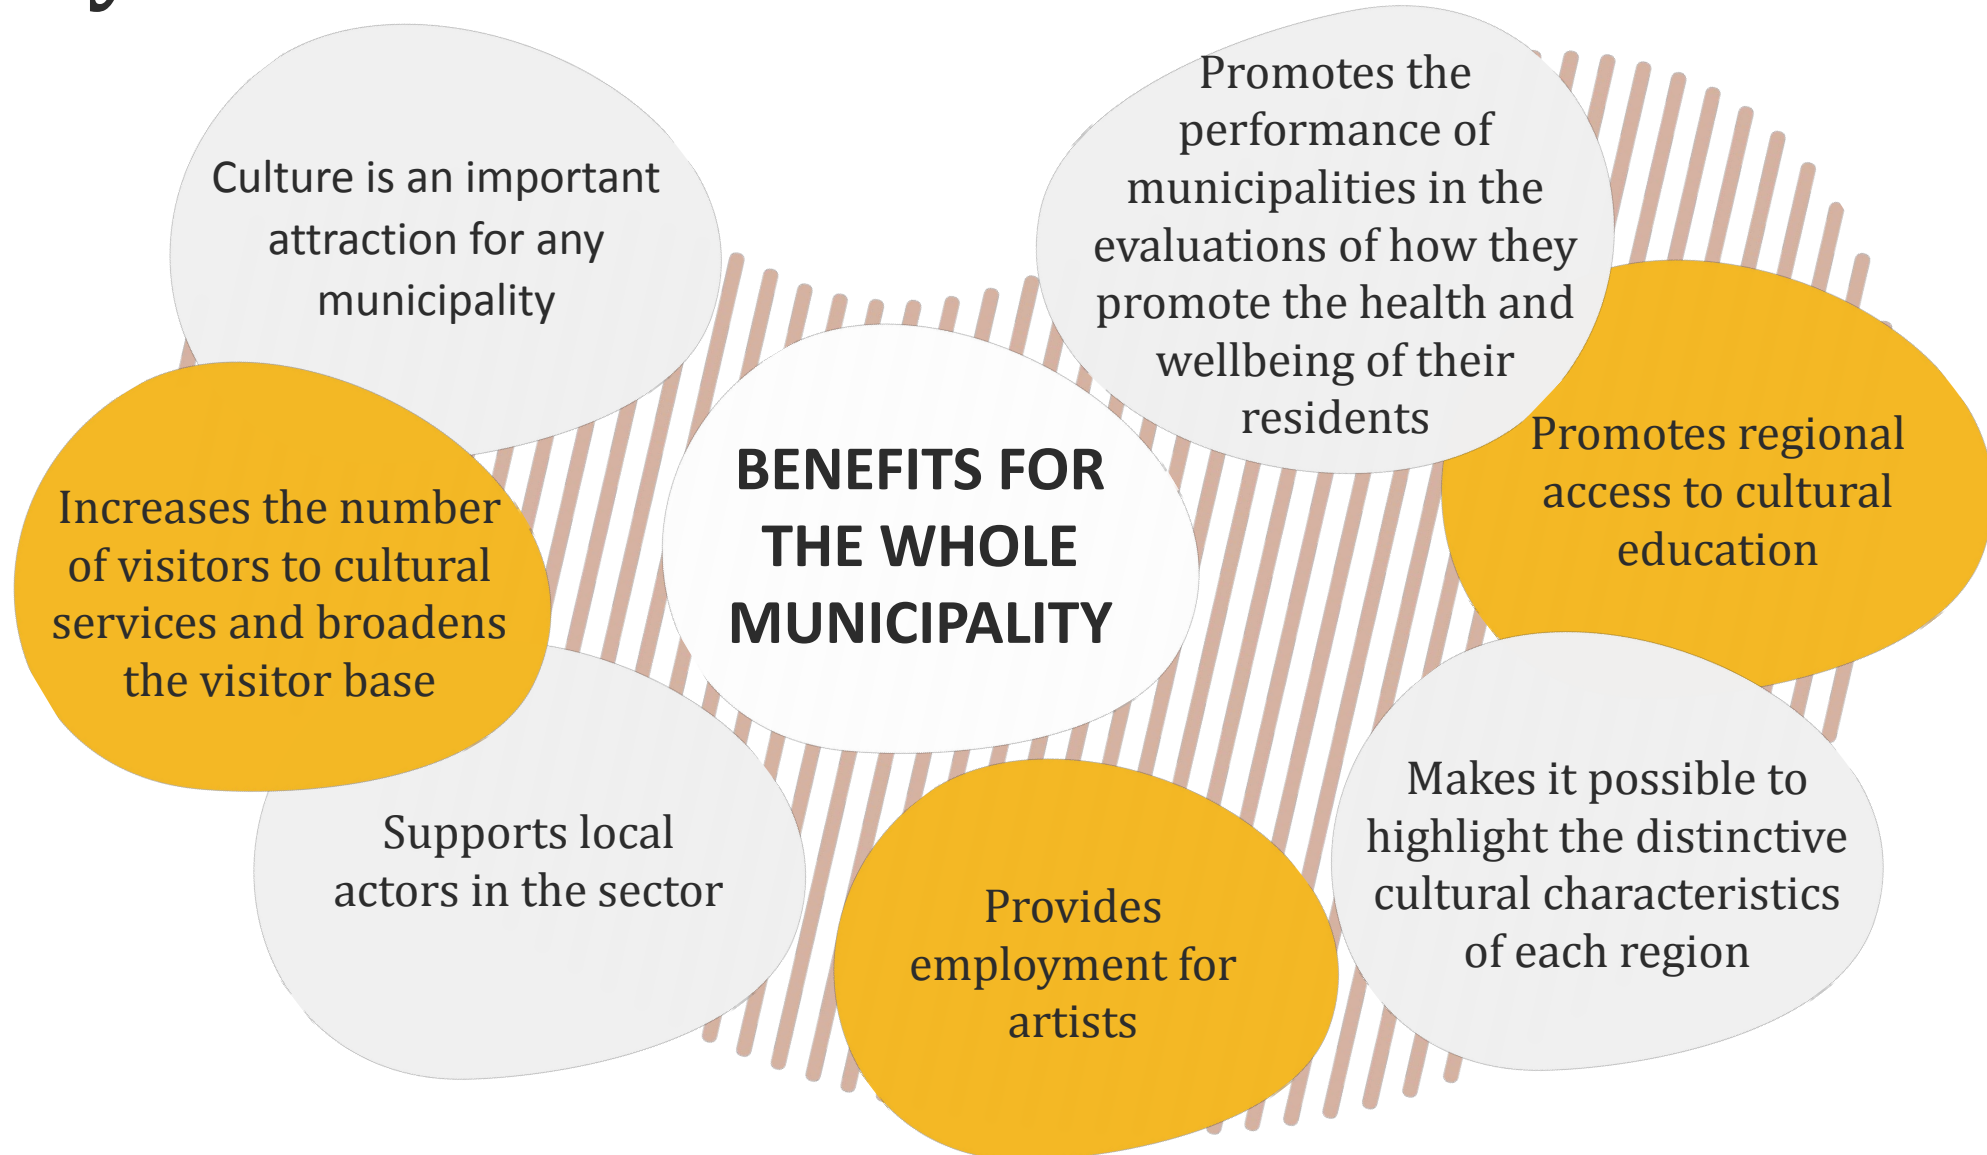 Culture is an important
attraction for any
municipality
Promotes the
performance of
municipalities in the
evaluations of how they
promote the health and
wellbeing of their
residents
BENEFITS FOR
THE WHOLE
MUNICIPALITY
Promotes regional
access to cultural
education
Increases the number
of visitors to cultural
services and broadens
the visitor base
Supports local
actors in the sector
Provides
employment for
artists
Makes it possible to
highlight the distinctive
cultural characteristics
of each region